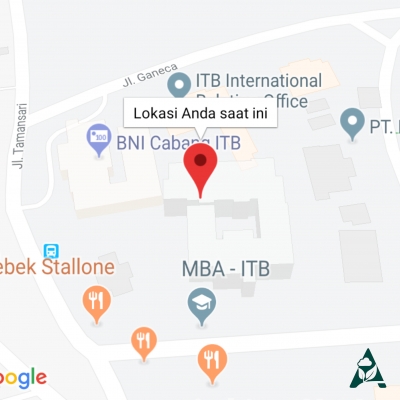 Jl. Ganeca
ITB International
Office
Lokasi Anda saat ini
Jl. Tamansari
BNI Cabang ITB
PT.
ebek Stallone
MBA - ITB
oogle